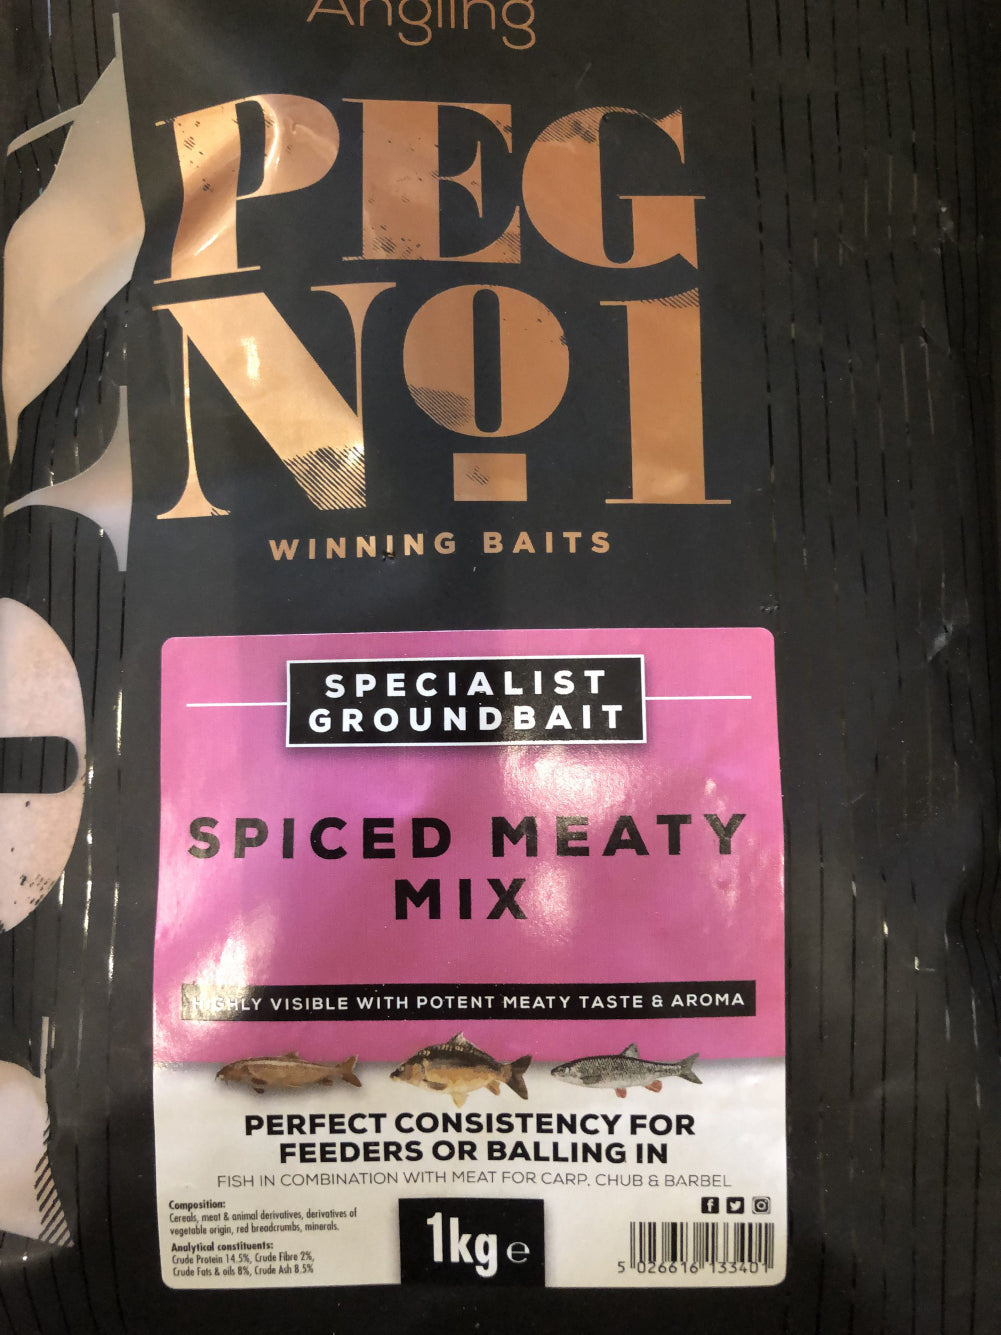 Angling
PEG
No1
WINNING BAITS
SPECIALIST
GROUNDBAIT
SPICED MEATY
MIX
HIGHLY VISIBLE WITH POTENT MEATY TASTE & AROMA
PERFECT CONSISTENCY FOR
FEEDERS OR BALLING IN
FISH IN COMBINATION WITH MEAT FOR CARP, CHUB & BARBEL
Composition:
Cereals, meat & animal derivatives, derivatives of
vegetable origin, red breadcrumbs, minerals.
Analytical constituents:
Crude Protein 14.5%, Crude Fibre 2%,
Crude Fats & oils 8%, Crude Ash 8.5%
1kg e
5 026616 133401